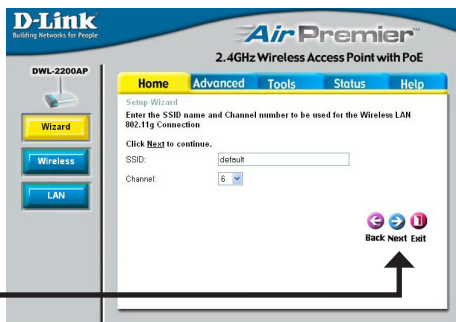 D-Link
Building Networks for People
Air Premier™
2.4GHz Wireless Access Point with PoE
DWL-2200AP
Home Advanced Tools Status Help
Wizard
Wireless
LAN
Setup Wizard
Enter the SSID name and Channel number to be used for the Wireless LAN
802.11g Connection
Click Next to continue.
SSID: default
Channel: 6
Back Next Exit